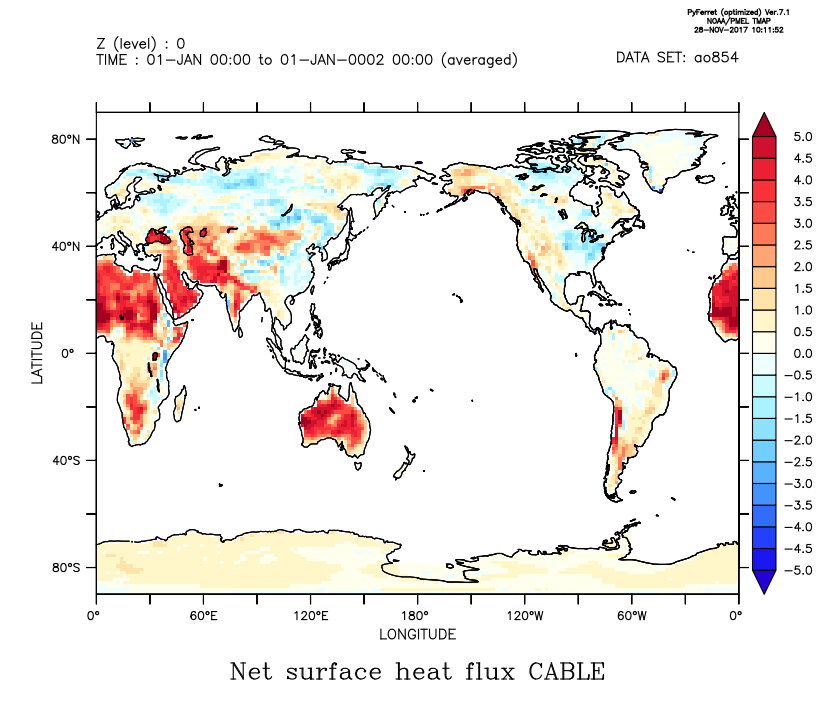 PyFerret (optimized) Ver.7.1
NOAA/PMEL TMAP
28-NOV-2017 10:11:52
Z (level) : 0
TIME : 01-JAN 00:00 to 01-JAN-0002 00:00 (averaged)
DATA SET: ao854
80°N
40°N
0°
40°S
80°S
LATITUDE
0°
60°E
120°E
180°
120°W
60°W
0°
LONGITUDE
5.0
4.5
4.0
3.5
3.0
2.5
2.0
1.5
1.0
0.5
0.0
-0.5
-1.0
-1.5
-2.0
-2.5
-3.0
-3.5
-4.0
-4.5
-5.0
Net surface heat flux CABLE